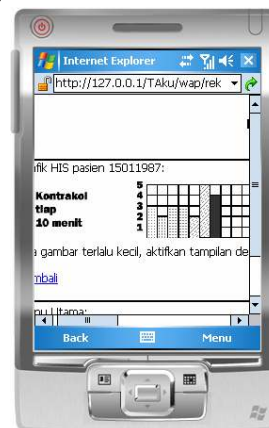 Internet Explorer
http://127.0.0.1/TAku/wap/rek
fik HIS pasien 15011987:
Kontraksi
tiap
10 menit
5
4
3
2
1
a gambar terlalu kecil, aktifkan tampilan de
mbali
nu Utama:
Back
Menu